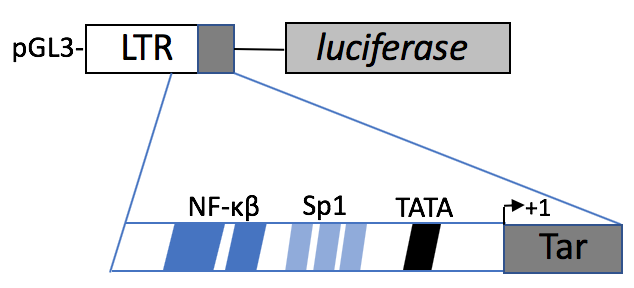 pGL3-
LTR
luciferase
NF-κβ
Sp1
TATA
+1
Tar